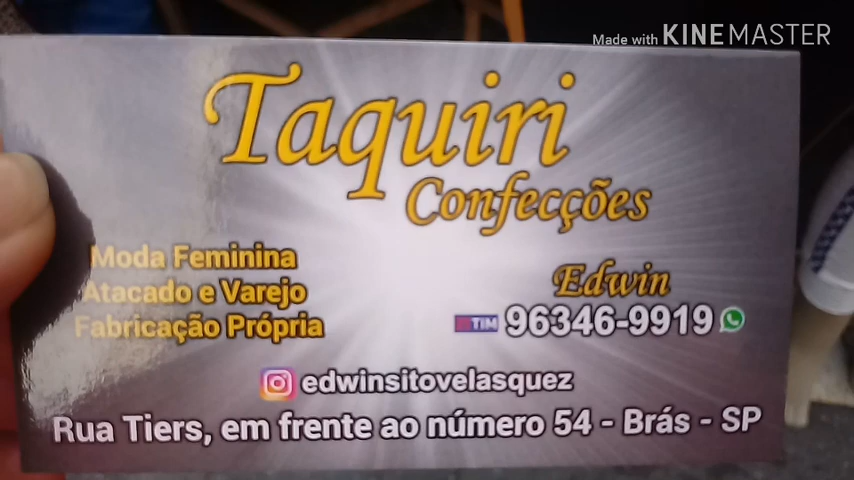 Made with KINEMASTER
Taquiri
Confecções
Moda Feminina
Atacado e Varejo
Fabricação Própria
Edwin
TIM 96346-9919
edwinsitovelasquez
Rua Tiers, em frente ao número 54 - Brás - SP